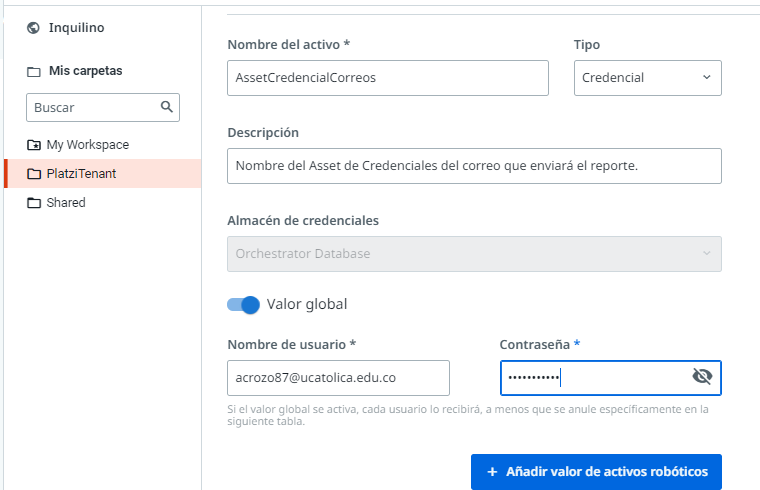 Inquilino
Mis carpetas
Buscar
My Workspace
PlatziTenant
Shared
Nombre del activo *
Tipo
AssetCredencialCorreos
Credencial
Descripción
Nombre del Asset de Credenciales del correo que enviará el reporte.
Almacén de credenciales
Orchestrator Database
Valor global
Nombre de usuario *
Contraseña *
acrozo87@ucatolica.edu.co
•••••••••••
Si el valor global se activa, cada usuario lo recibirá, a menos que se anule específicamente en la
siguiente tabla.
+ Añadir valor de activos robóticos